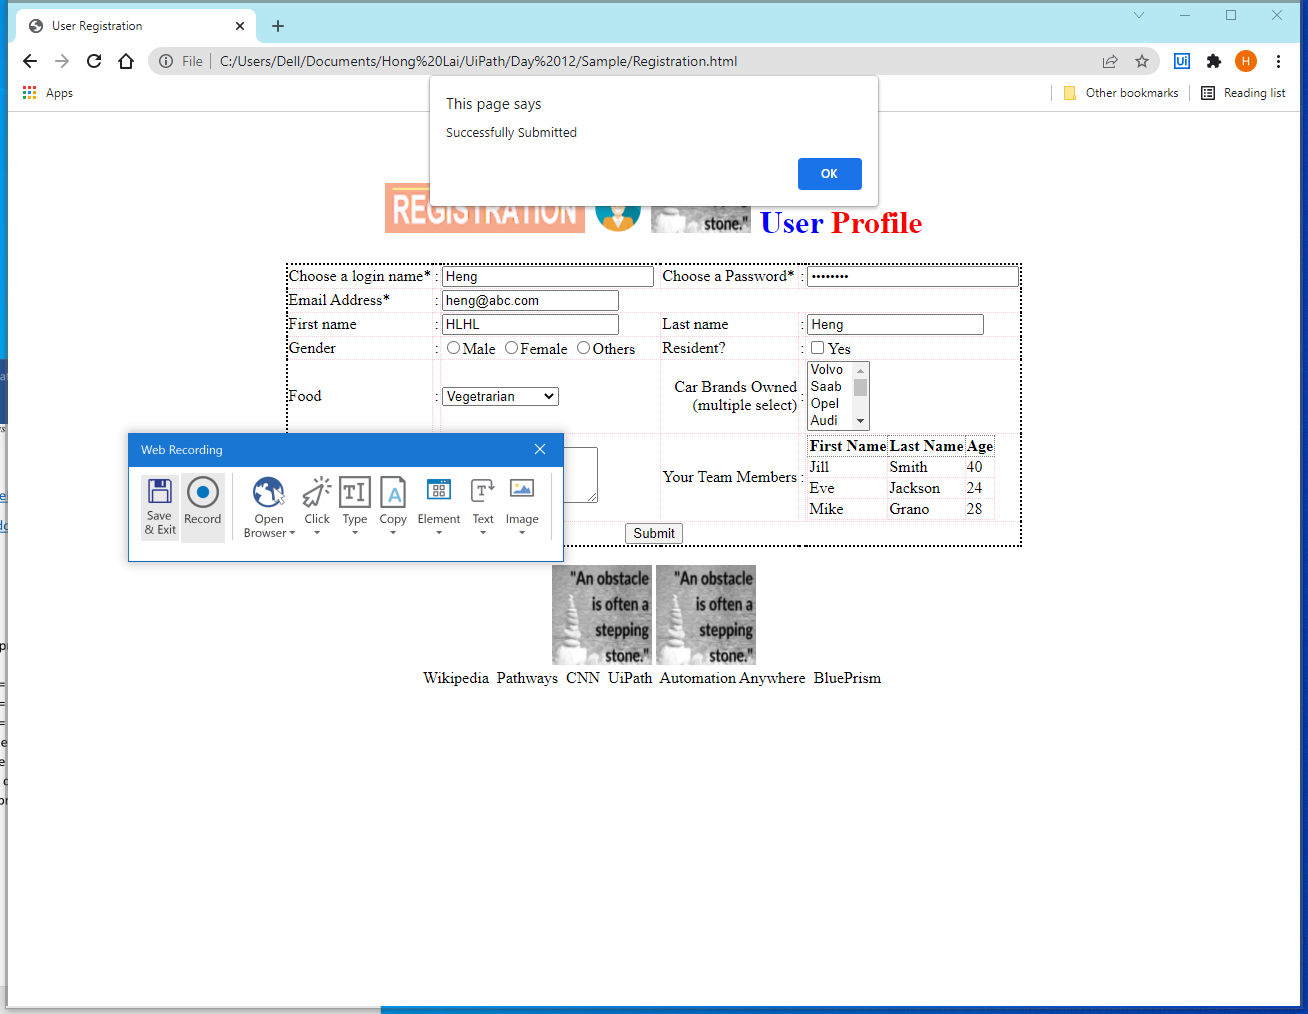 User Registration
File | C:/Users/Dell/Documents/Hong%20Lai/UiPath/Day%2012/Sample/Registration.html
Ui
H
Apps
Other bookmarks
Reading list
This page says
Successfully Submitted
OK
REGISTRATION
stone."
User Profile
Choose a login name* : Heng Choose a Password* : ••••••••
Email Address* : heng@abc.com
First name : HLHL Last name : Heng
Gender : Male Female Others Resident? : Yes
Food : Vegetrarian Car Brands Owned (multiple select) :
Volvo
Saab
Opel
Audi
Your Team Members :
First Name Last Name Age
Jill Smith 40
Eve Jackson 24
Mike Grano 28
Submit
Web Recording
Save & Exit
Record
Open Browser
Click
Type
Copy
Element
Text
Image
"An obstacle is often a stepping stone."
"An obstacle is often a stepping stone."
Wikipedia Pathways CNN UiPath Automation Anywhere BluePrism